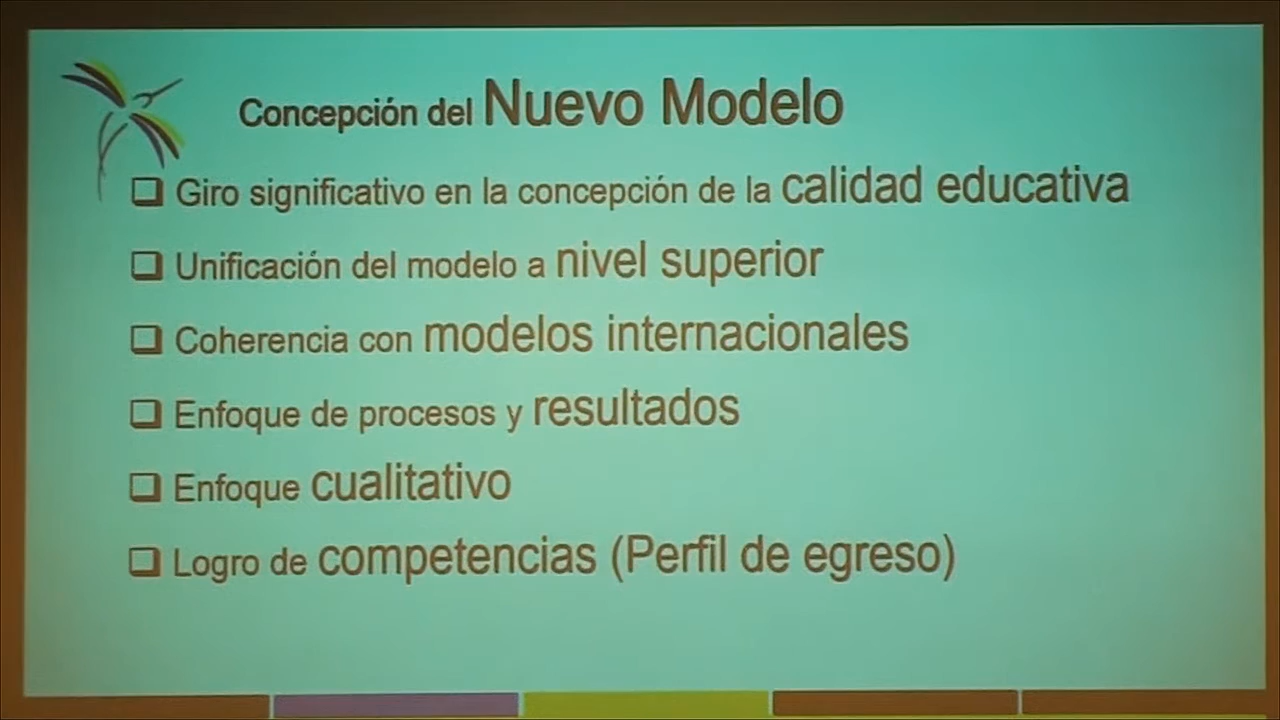 Concepción del Nuevo Modelo
❑ Giro significativo en la concepción de la calidad educativa
❑ Unificación del modelo a nivel superior
❑ Coherencia con modelos internacionales
❑ Enfoque de procesos y resultados
❑ Enfoque cualitativo
❑ Logro de competencias (Perfil de egreso)